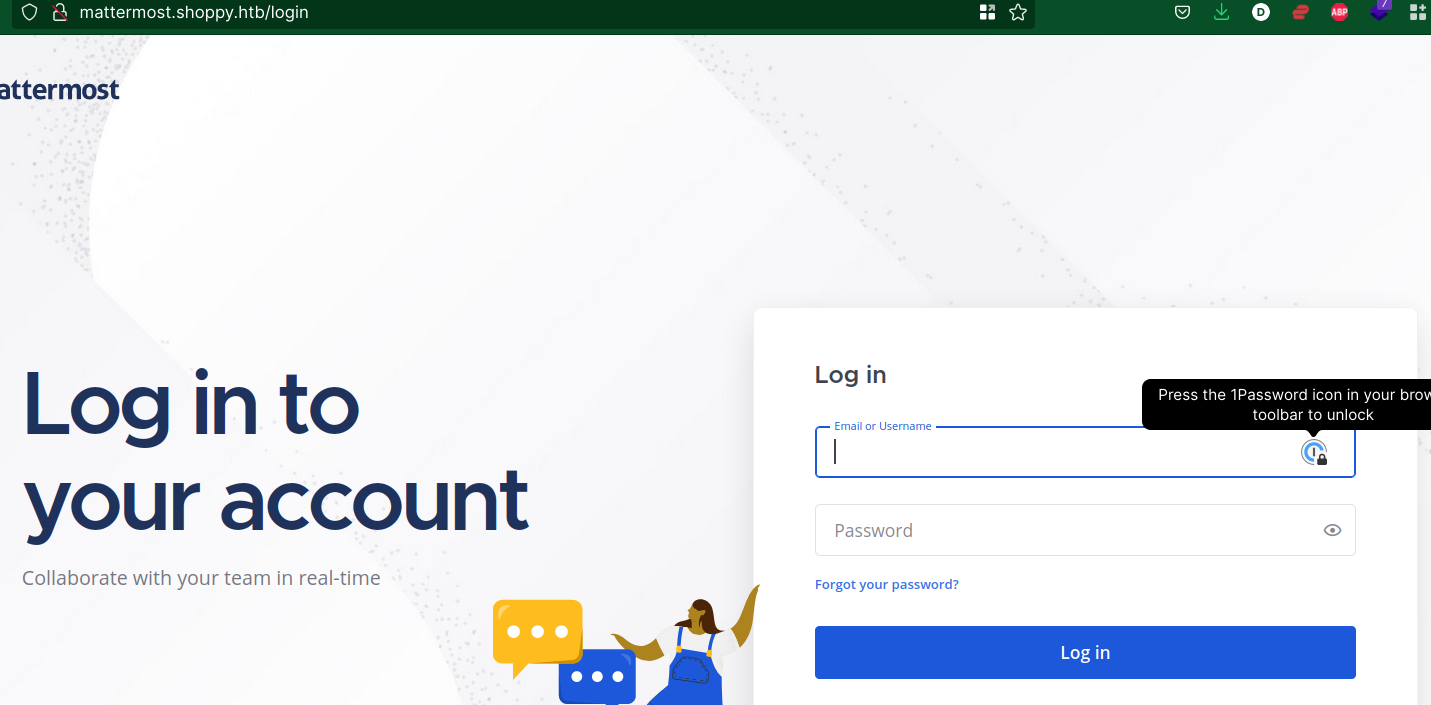 mattermost.shoppy.htb/login
D
ABP
7
attermost
Log in to
your account
Collaborate with your team in real-time
Log in
Press the 1Password icon in your brow
toolbar to unlock
Email or Username
Password
Forgot your password?
Log in